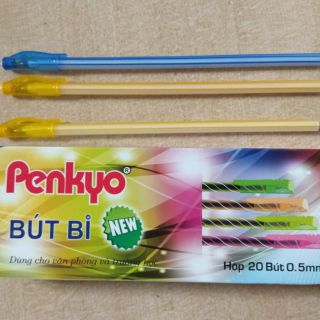 Penkyo®
BÚT BI
NEW
Dùng cho văn phòng và trường học
Hộp 20 Bút 0.5mm